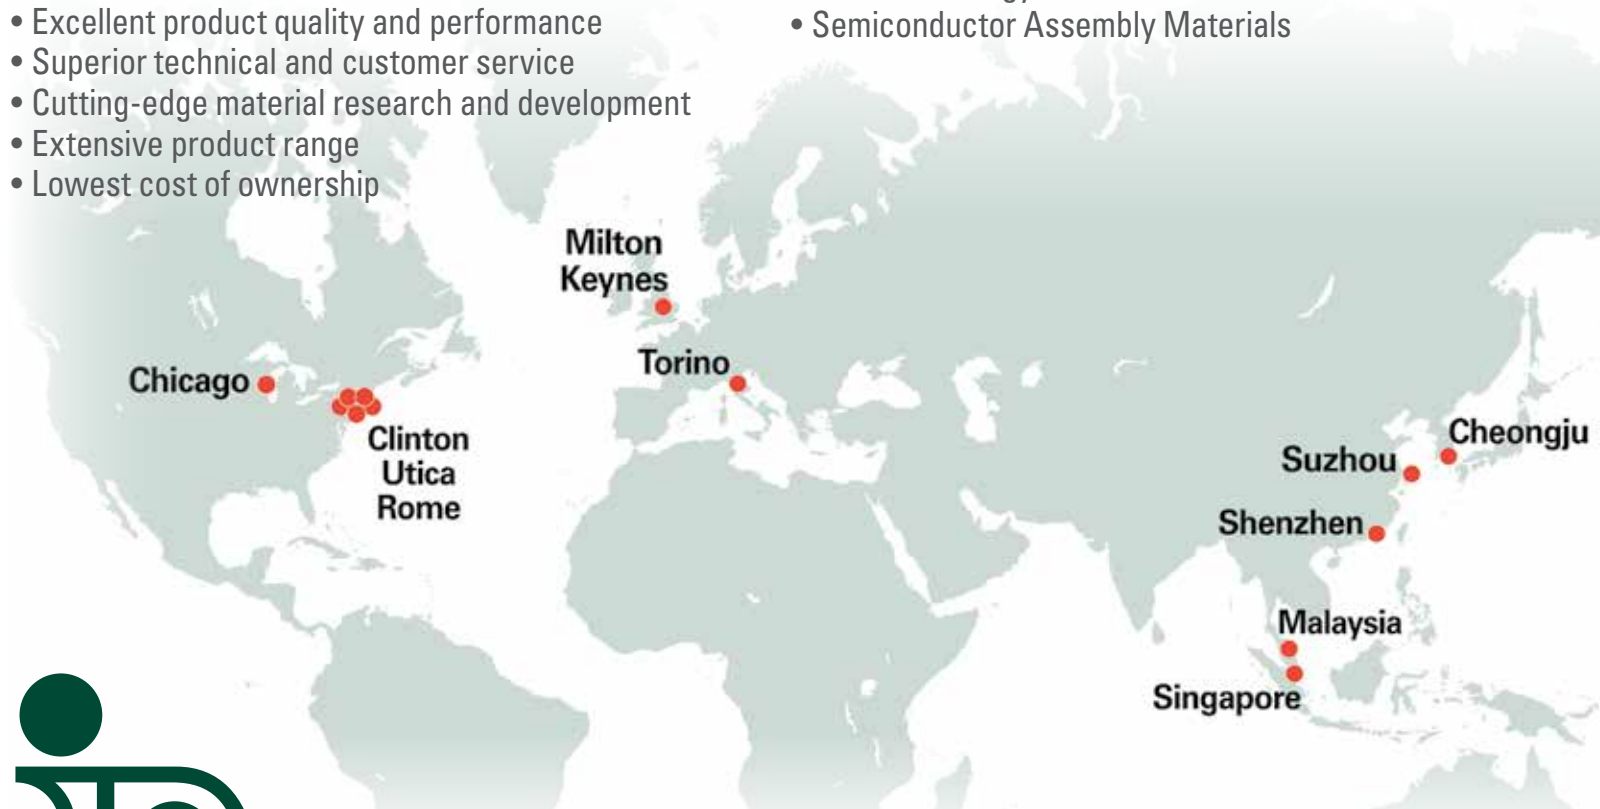 • Excellent product quality and performance
• Superior technical and customer service
• Cutting-edge material research and development
• Extensive product range
• Lowest cost of ownership
• Semiconductor Assembly Materials
Milton
Keynes
Torino
Chicago
Clinton
Utica
Rome
Cheongju
Suzhou
Shenzhen
Malaysia
Singapore